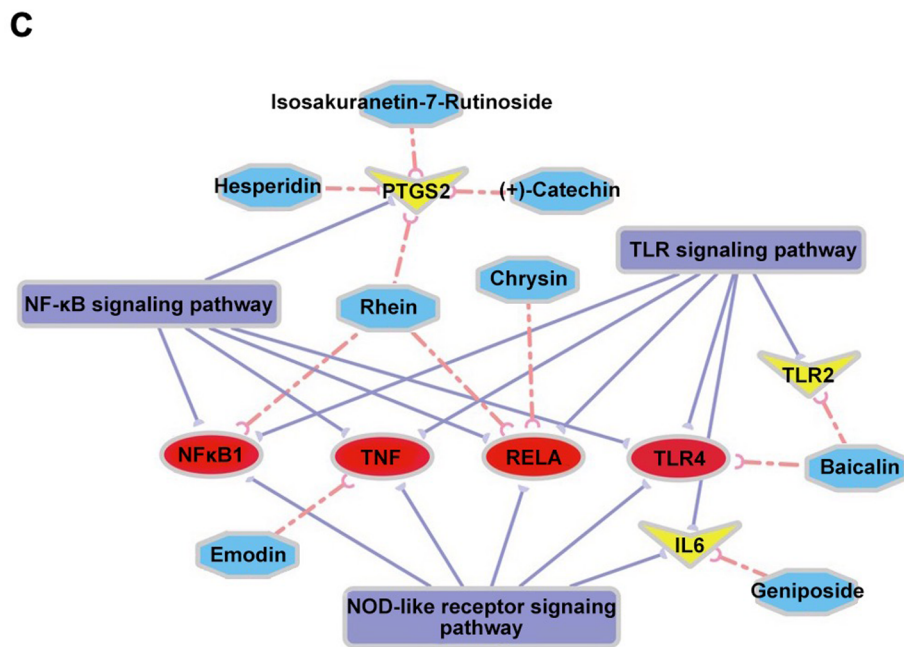 C
Isosakuranetin-7-Rutinoside
Hesperidin
PTGS2
(+)-Catechin
TLR signaling pathway
Chrysin
NF-κB signaling pathway
Rhein
TLR2
NFκB1
TNF
RELA
TLR4
Baicalin
Emodin
IL6
Geniposide
NOD-like receptor signaing
pathway